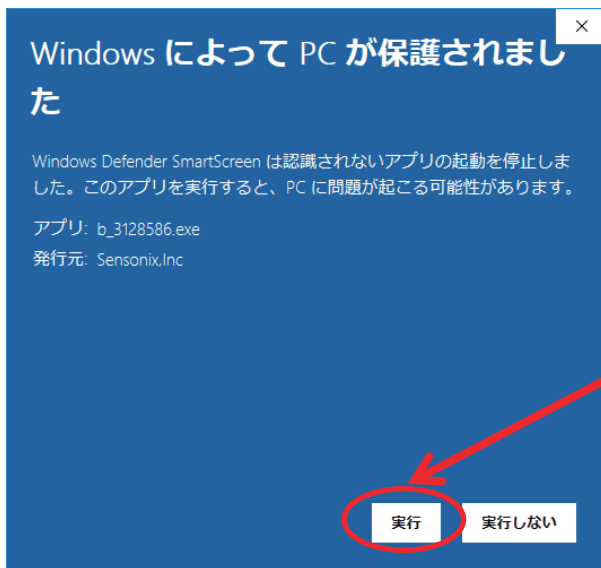 Windows によって PC が保護されまし
た
Windows Defender SmartScreen は認識されないアプリの起動を停止しま
した。このアプリを実行すると、PC に問題が起こる可能性があります。
アプリ: b_3128586.exe
発行元: Sensonix,Inc
実行 実行しない